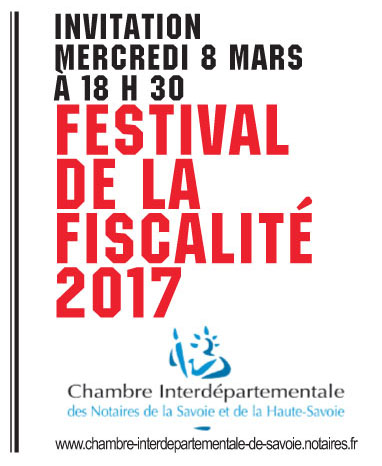 INVITATION
MERCREDI 8 MARS
À 18 H 30
FESTIVAL
DE LA
FISCALITÉ
2017
Chambre Interdépartementale
des Notaires de la Savoie et de la Haute-Savoie
www.chambre-interdepartementale-de-savoie.notaires.fr